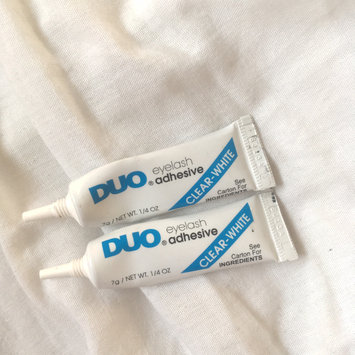 DUO eyelash
® adhesive
CLEAR-WHITE
7g / NET WT. 1/4 OZ
See
Carton For
INGREDIENTS
DUO eyelash
® adhesive
CLEAR-WHITE
7g / NET WT. 1/4 OZ
See
Carton For
INGREDIENTS